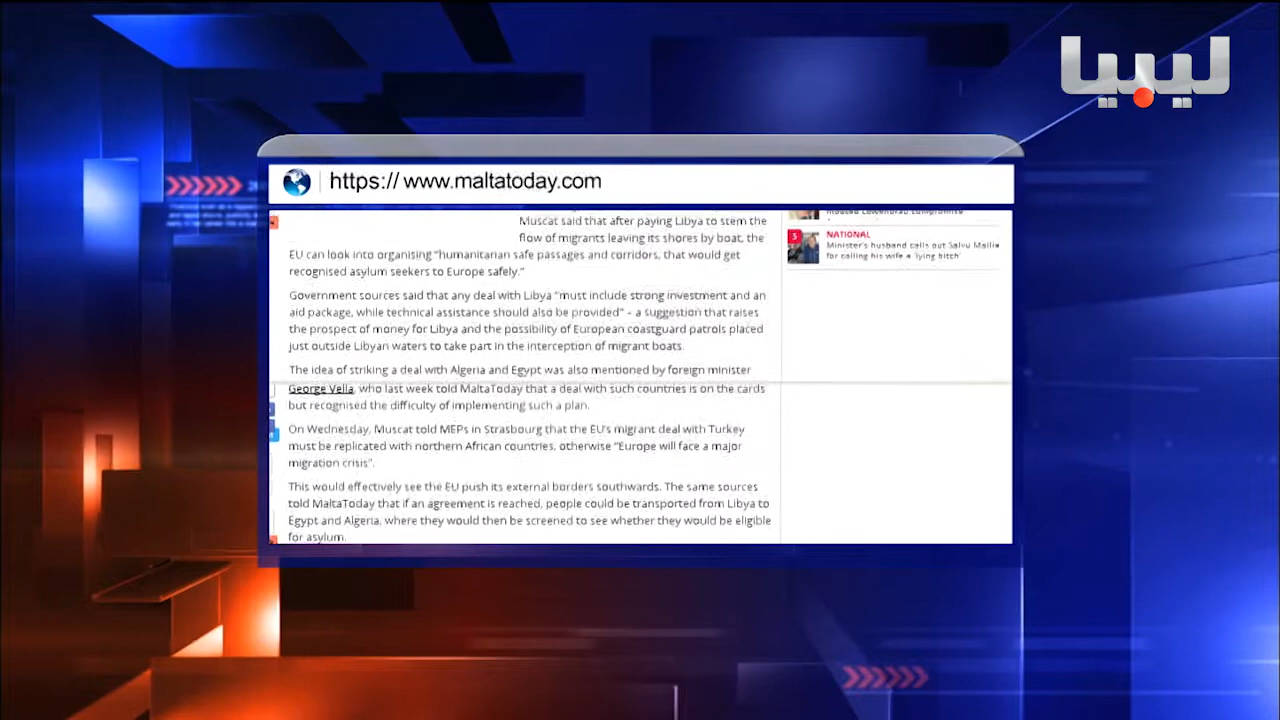 ليبيا
https:// www.maltatoday.com
Muscat said that after paying Libya to stem the
flow of migrants leaving its shores by boat, the
EU can look into organising "humanitarian safe passages and corridors, that would get
recognised asylum seekers to Europe safely."
Government sources said that any deal with Libya "must include strong investment and an
aid package, while technical assistance should also be provided" – a suggestion that raises
the prospect of money for Libya and the possibility of European coastguard patrols placed
just outside Libyan waters to take part in the interception of migrant boats.
The idea of striking a deal with Algeria and Egypt was also mentioned by foreign minister
George Vella, who last week told MaltaToday that a deal with such countries is on the cards
but recognised the difficulty of implementing such a plan.
On Wednesday, Muscat told MEPs in Strasbourg that the EU's migrant deal with Turkey
must be replicated with northern African countries, otherwise "Europe will face a major
migration crisis".
This would effectively see the EU push its external borders southwards. The same sources
told MaltaToday that if an agreement is reached, people could be transported from Libya to
Egypt and Algeria, where they would then be screened to see whether they would be eligible
for asylum.
5
NATIONAL
Minister's husband calls out Salvu Mallia
for calling his wife a 'lying bitch'